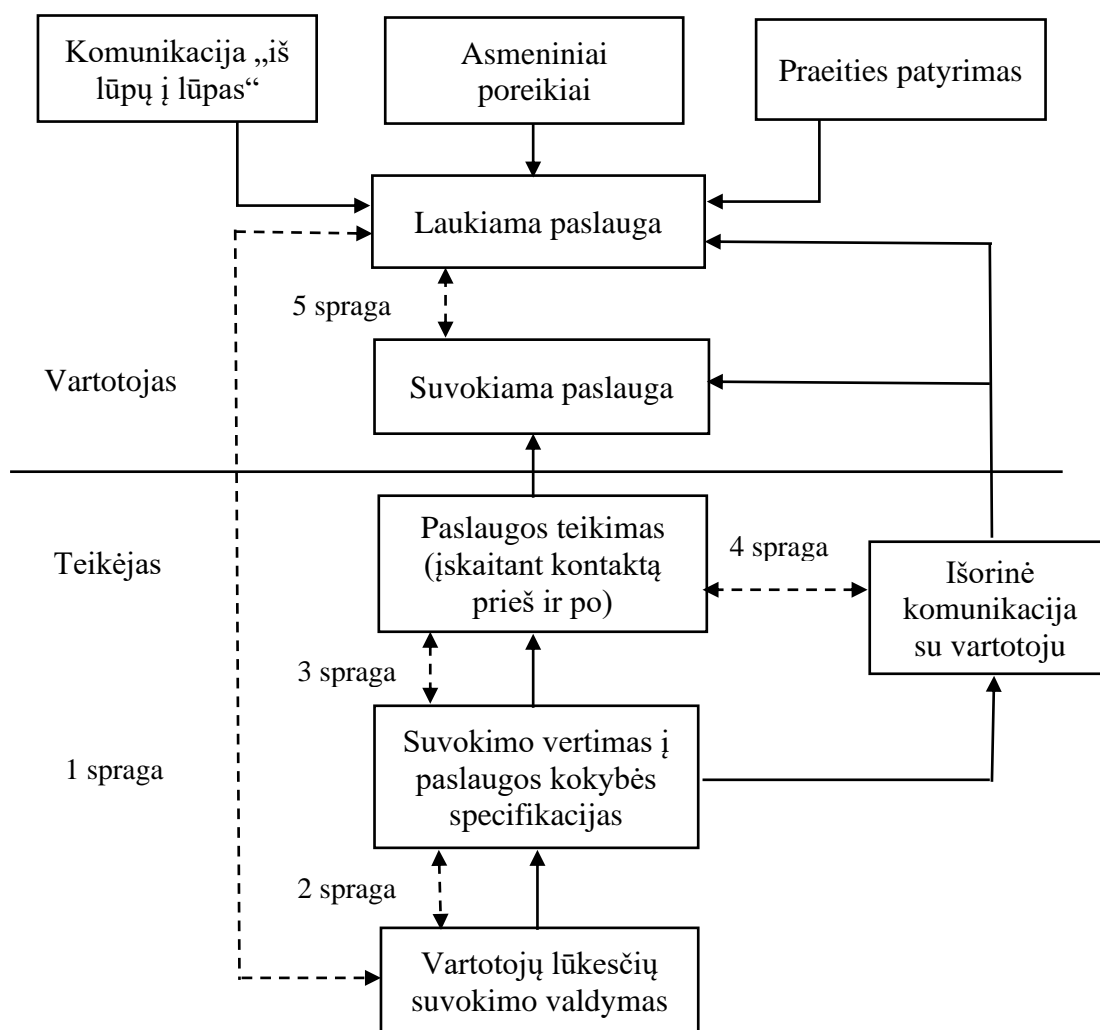 Komunikacija „iš
lūpų į lūpas“
Asmeniniai
poreikiai
Praeities patyrimas
Laukiama paslauga
5 spraga
Vartotojas
Suvokiama paslauga
Teikėjas
Paslaugos teikimas
(įskaitant kontaktą
prieš ir po)
4 spraga
Išorinė
komunikacija
su vartotoju
3 spraga
1 spraga
Suvokimo vertimas į
paslaugos kokybės
specifikacijas
2 spraga
Vartotojų lūkesčių
suvokimo valdymas